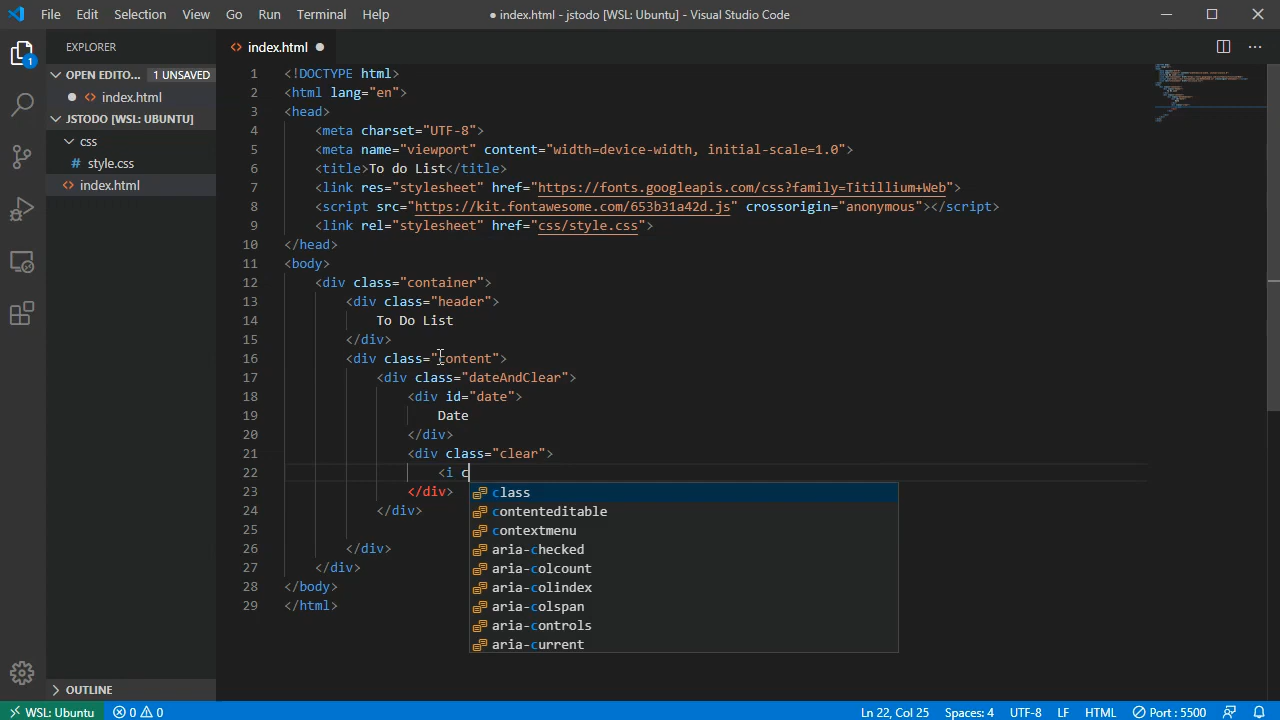 File Edit Selection View Go Run Terminal Help
● index.html - jstodo [WSL: Ubuntu] - Visual Studio Code
EXPLORER
OPEN EDITO... 1 UNSAVED
● index.html
JSTODO [WSL: UBUNTU]
css
# style.css
index.html
OUTLINE
1
index.html ●
1 <!DOCTYPE html>
2 <html lang="en">
3 <head>
4 <meta charset="UTF-8">
5 <meta name="viewport" content="width=device-width, initial-scale=1.0">
6 <title>To do List</title>
7 <link res="stylesheet" href="https://fonts.googleapis.com/css?family=Titillium+Web">
8 <script src="https://kit.fontawesome.com/653b31a42d.js" crossorigin="anonymous"></script>
9 <link rel="stylesheet" href="css/style.css">
10 </head>
11 <body>
12 <div class="container">
13 <div class="header">
14 To Do List
15 </div>
16 <div class="content">
17 <div class="dateAndClear">
18 <div id="date">
19 Date
20 </div>
21 <div class="clear">
22 <i c
23 </div>
24 </div>
25
26 </div>
27 </div>
28 </body>
29 </html>
class
contenteditable
contextmenu
aria-checked
aria-colcount
aria-colindex
aria-colspan
aria-controls
aria-current
WSL: Ubuntu 0 0 Ln 22, Col 25 Spaces: 4 UTF-8 LF HTML Port : 5500